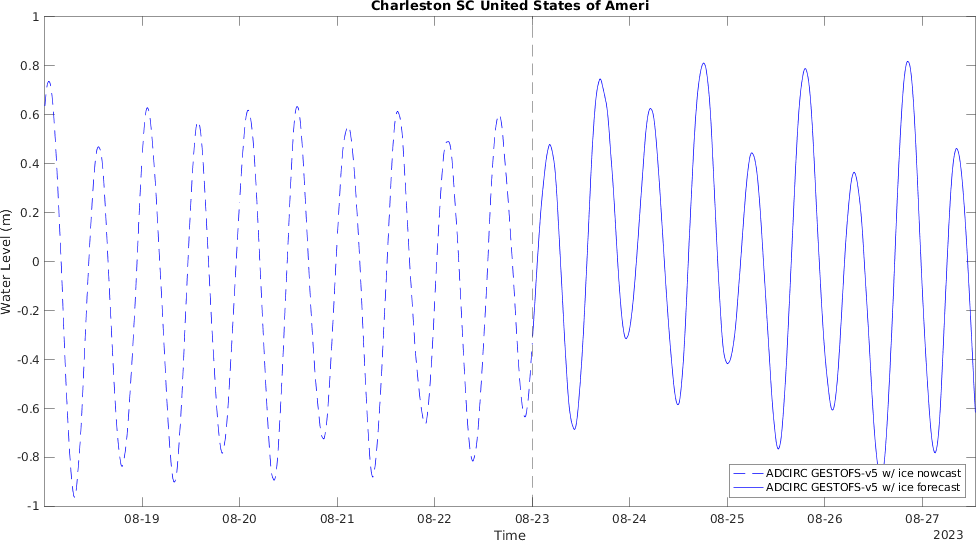 Charleston SC United States of Ameri
1
0.8
0.6
0.4
0.2
0
-0.2
-0.4
-0.6
-0.8
-1
Water Level (m)
08-19 08-20 08-21 08-22 08-23 08-24 08-25 08-26 08-27
Time
2023
ADCIRC GESTOFS-v5 w/ ice nowcast
ADCIRC GESTOFS-v5 w/ ice forecast